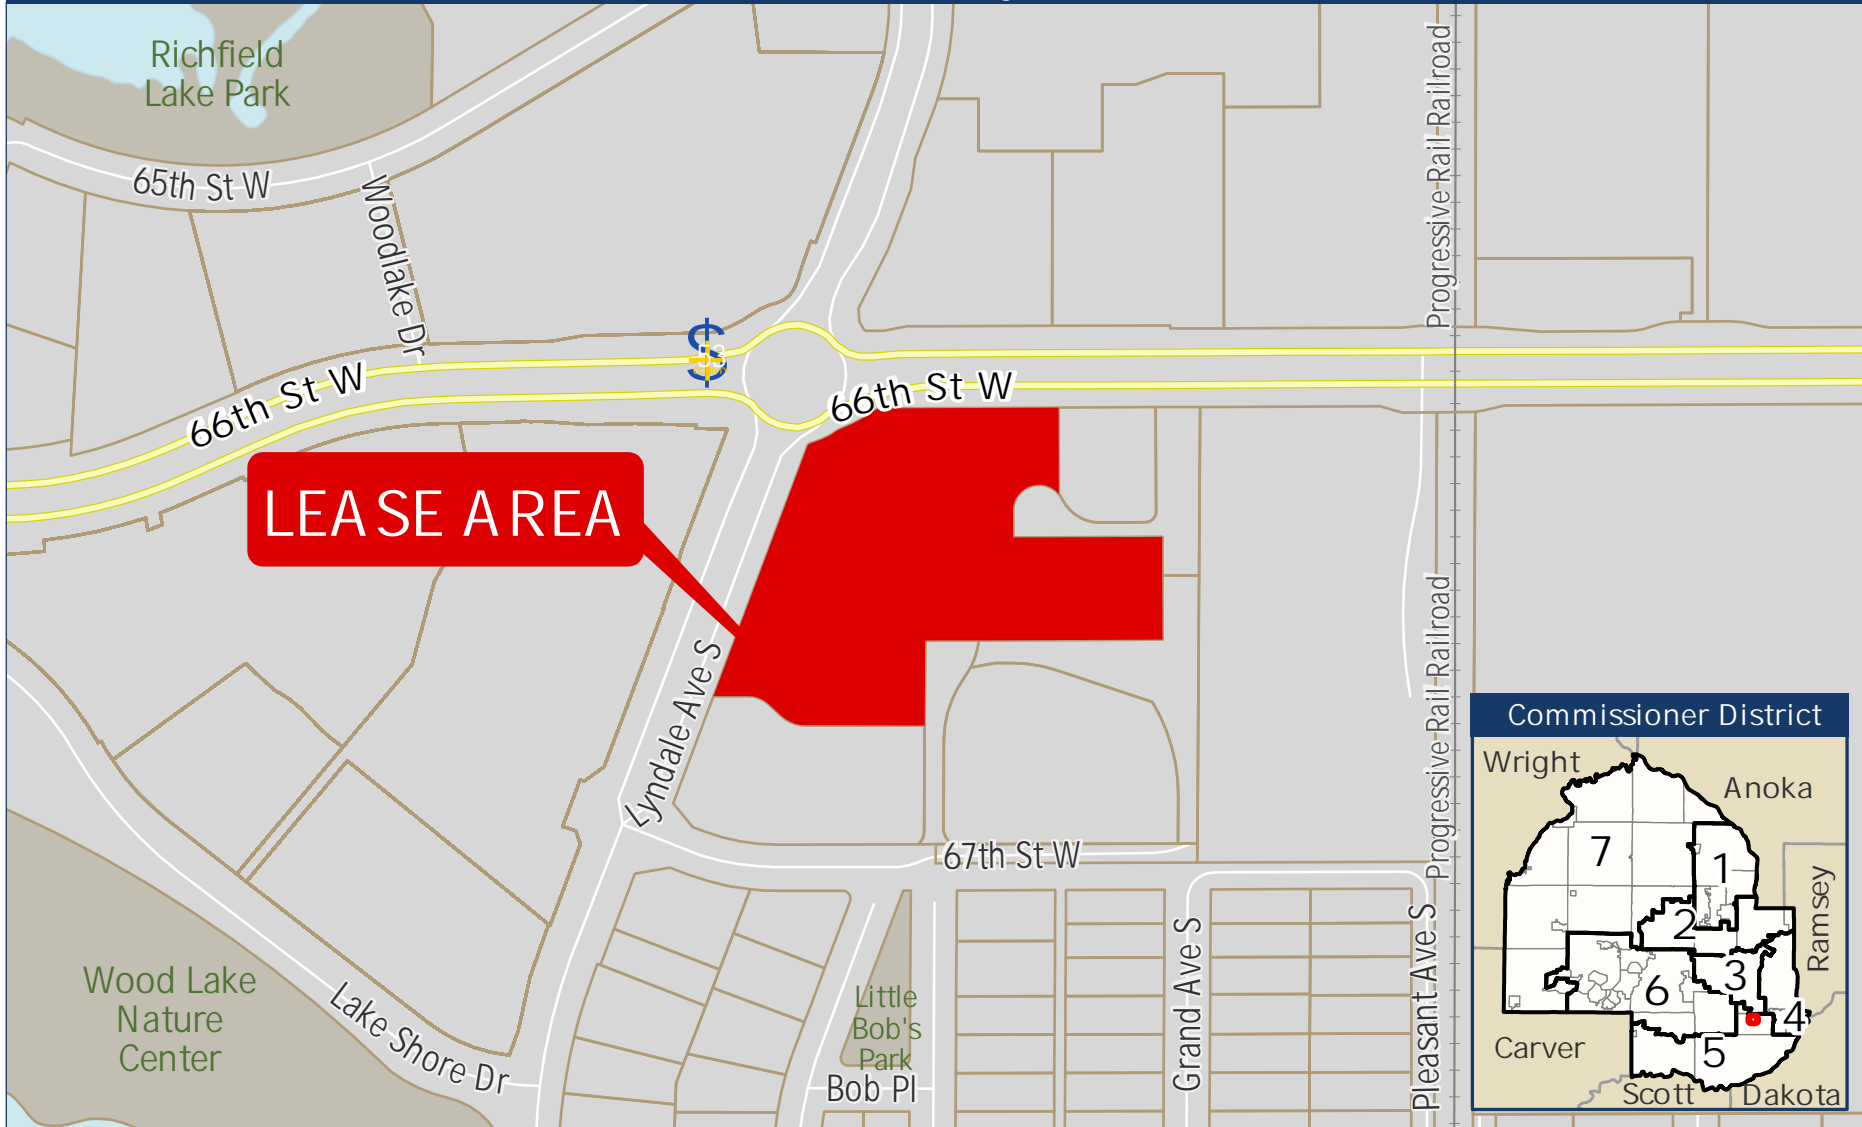 Richfield
Lake Park
65th St W
Woodlake Dr
Progressive Rail Railroad
66th St W
66th St W
LEASE AREA
Lyndale Ave S
Progressive Rail Railroad
67th St W
Wood Lake
Nature
Center
Lake Shore Dr
Little
Bob's
Park
Bob Pl
Grand Ave S
Pleasant Ave S
Commissioner District
Wright
Anoka
7
1
2
Ramsey
3
6
4
5
Carver
Scott
Dakota